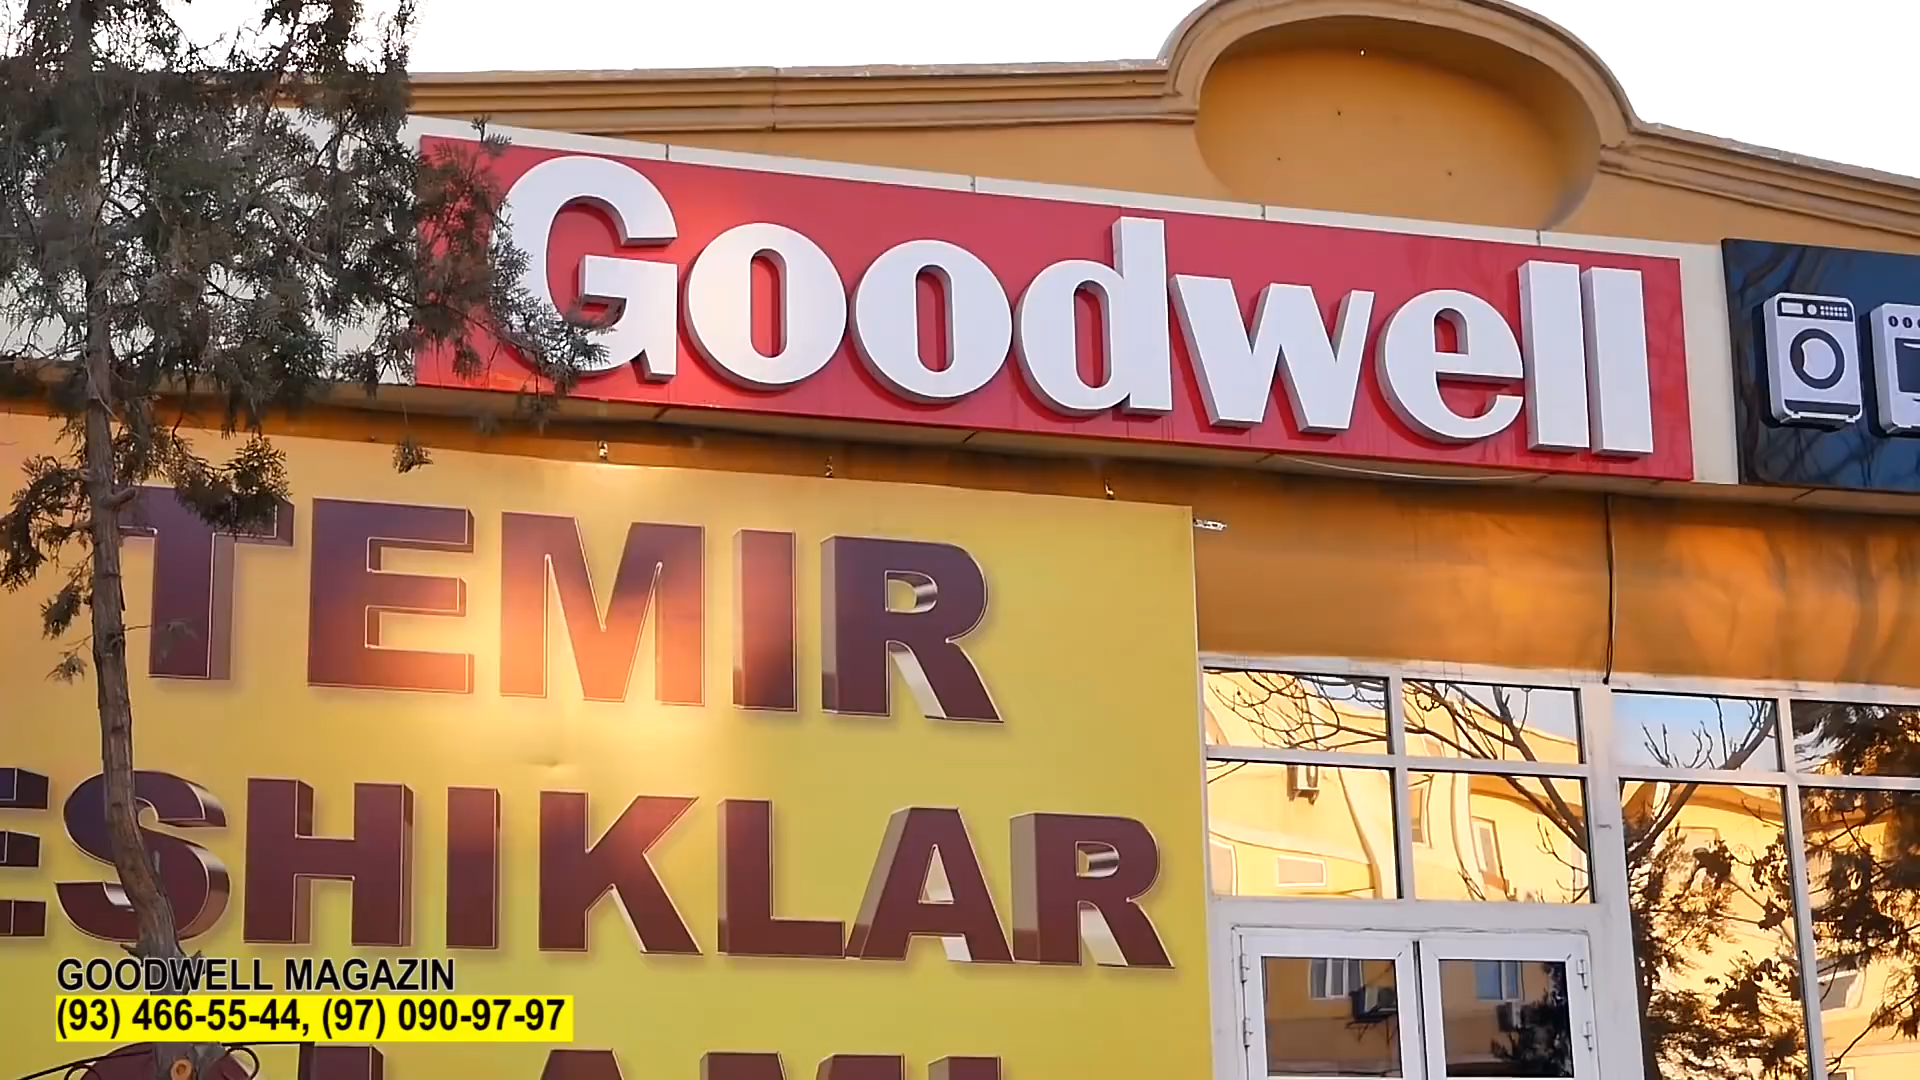 Goodwell
TEMIR
ESHIKLAR
GOODWELL MAGAZIN
(93) 466-55-44, (97) 090-97-97